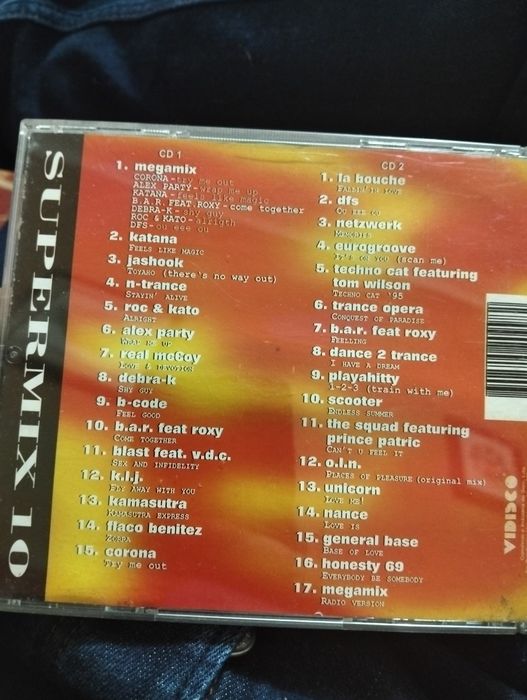 SUPERMIX 10
CD 1
1. megamix
CORONA-try me out
ALEX PARTY-wrap me up
KATANA-feels like magic
B.A.R. FEAT.ROXY-come together
DEBRA-K-shy guy
ROC & KATO-alrigth
DFS-ou eee ou
2. katana
FEELS LIKE MAGIC
3. jashook
TOYAHO (there's no way out)
4. n-trance
STAYIN' ALIVE
5. roc & kato
ALRIGHT
6. alex party
WRAP ME UP
7. real mccoy
LOVE & DEVOTION
8. debra-k
SHY GUY
9. b-code
FEEL GOOD
10. b.a.r. feat roxy
COME TOGETHER
11. blast feat. v.d.c.
SEX AND INFIDELITY
12. k.l.j.
FLY AWAY WITH YOU
13. kamasutra
KAMASUTRA EXPRESS
14. flaco benitez
ZORBA
15. corona
Try me out
CD 2
1. la bouche
FALLIN'IN LOVE
2. dfs
OU EEE OU
3. netzwerk
MEMORIES
4. eurogroove
IT'S ON YOU (scan me)
5. techno cat featuring
tom wilson
TECHNO CAT '95
6. trance opera
CONQUEST OF PARADISE
7. b.a.r. feat roxy
FEELLING
8. dance 2 trance
I HAVE A DREAM
9. playahitty
1-2-3 (train with me)
10. scooter
ENDLESS SUMMER
11. the squad featuring
prince patric
CAN'T U FEEL IT
12. o.l.n.
PLACES OF PLEASURE(original mix)
13. unicorn
LOVE ME!
14. nance
LOVE IS
15. general base
BASE OF LOVE
16. honesty 69
EVERYBODY BE SOMEBODY
17. megamix
RADIO VERSION
VIDISCO